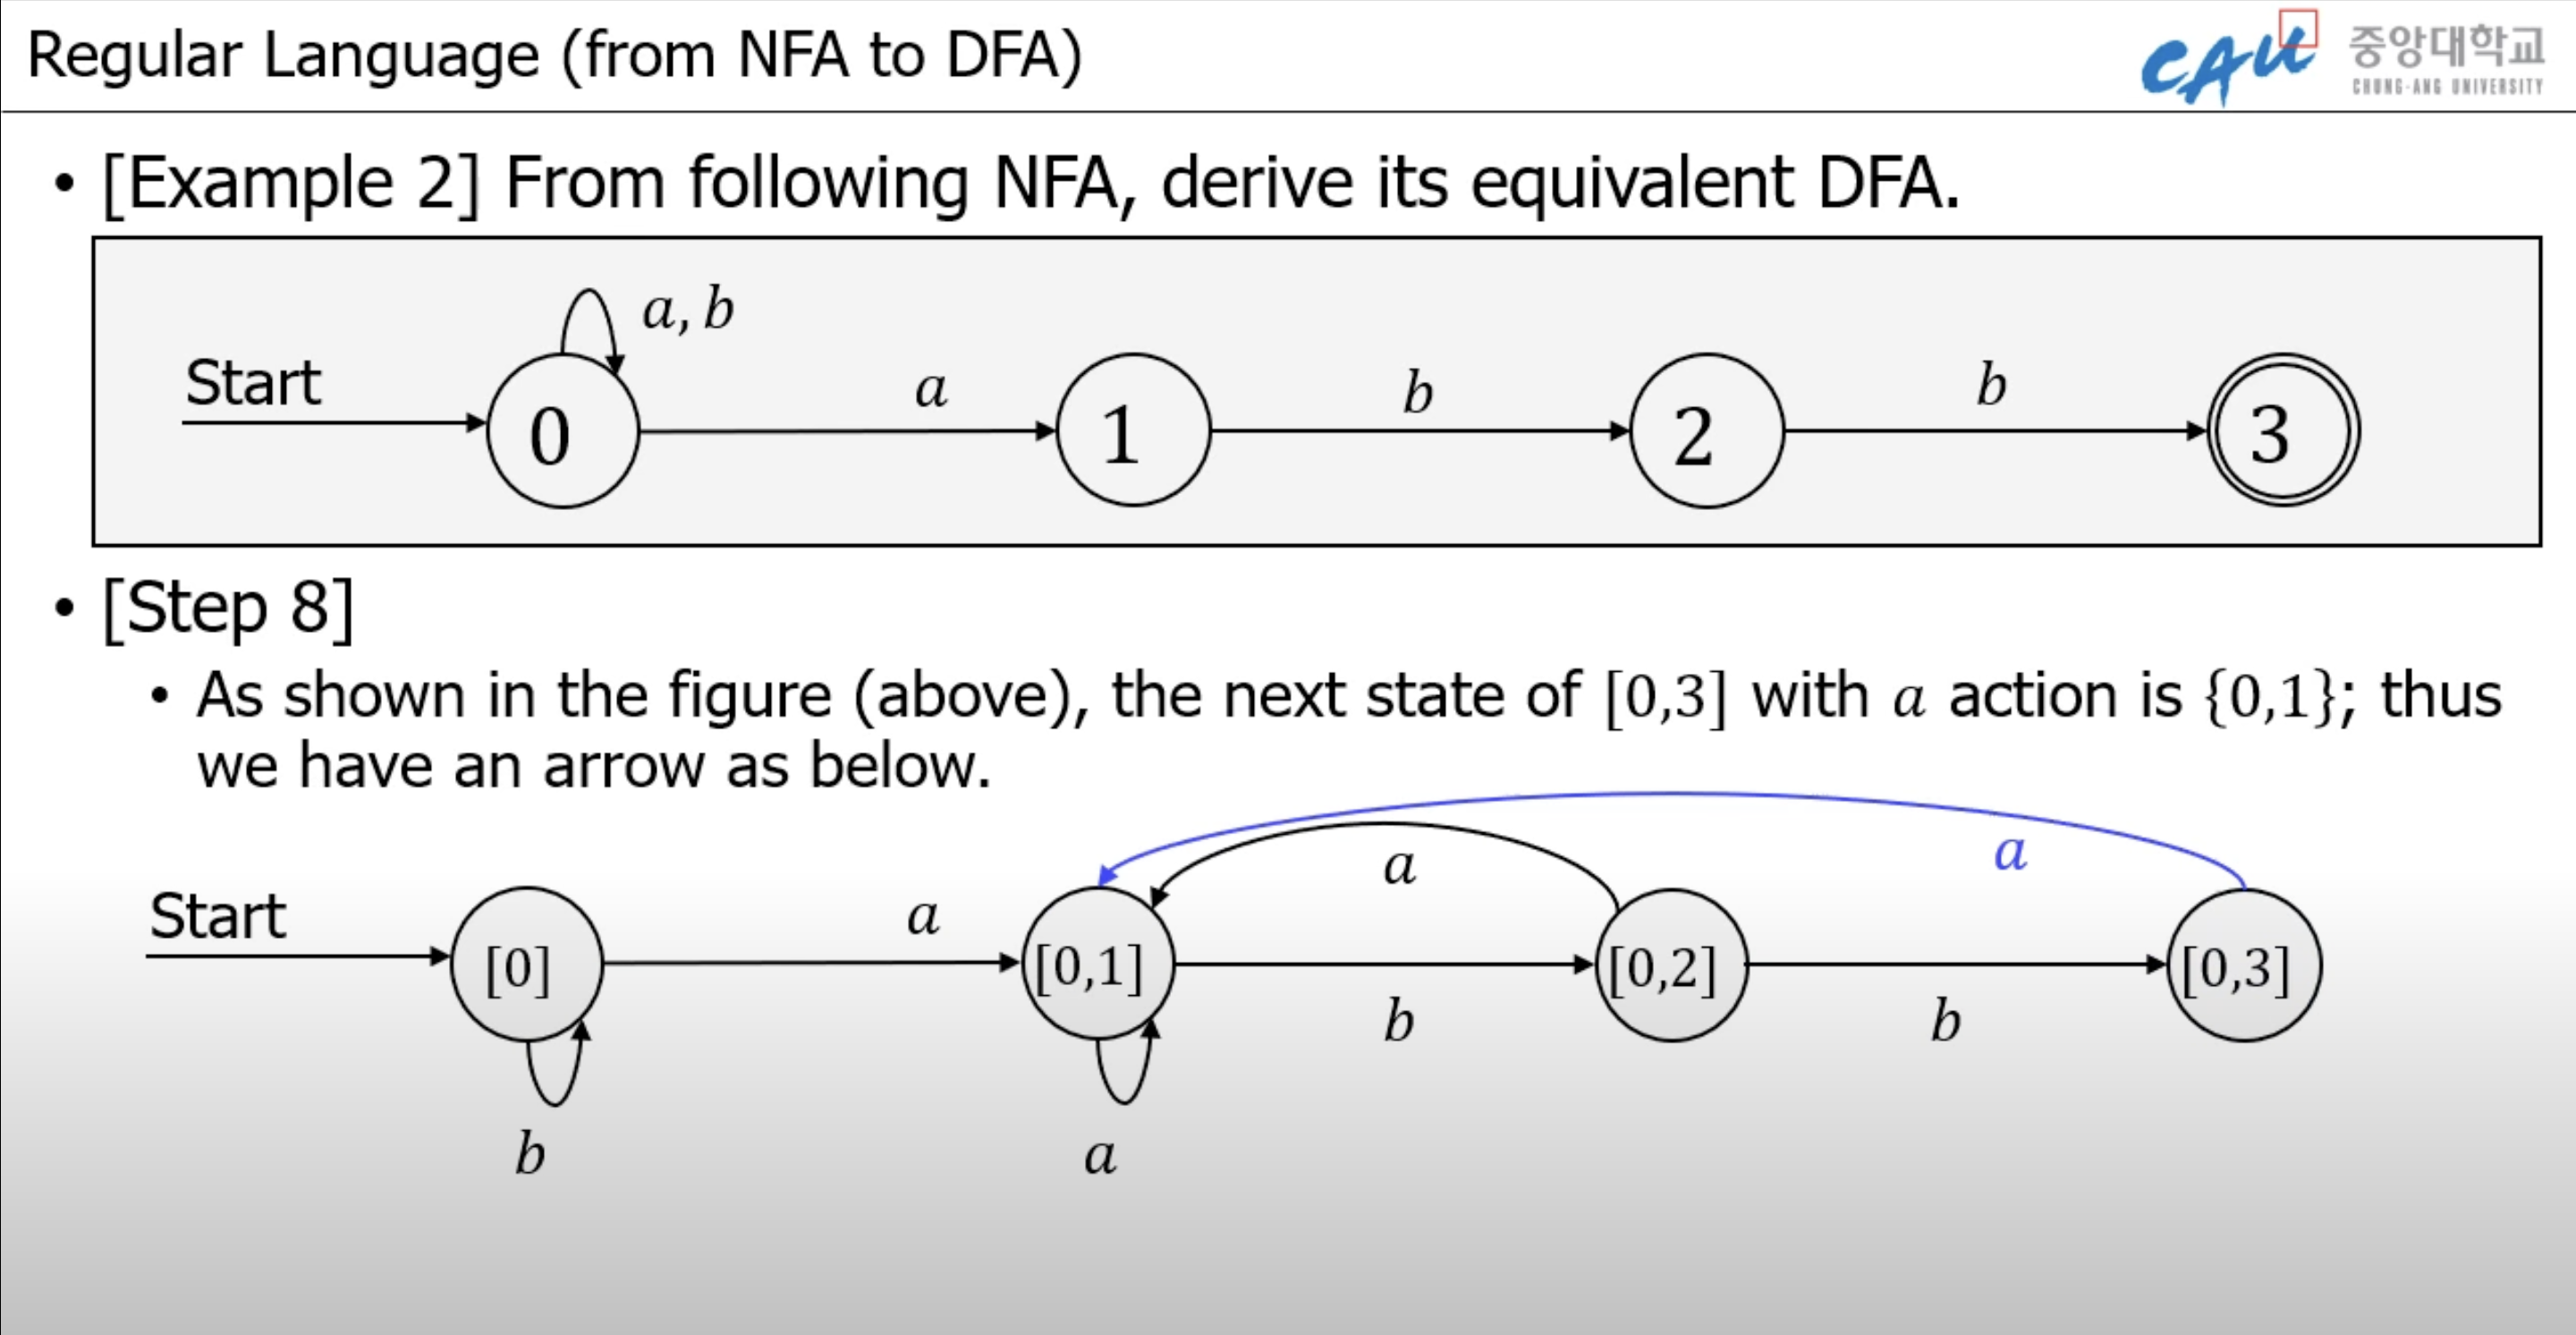 Regular Language (from NFA to DFA)
CAU
중앙대학교
CHUNG-ANG UNIVERSITY
• [Example 2] From following NFA, derive its equivalent DFA.
a, b
Start
a
b
b
0
1
2
3
• [Step 8]
• As shown in the figure (above), the next state of [0,3] with a action is {0,1}; thus
we have an arrow as below.
a
a
Start
a
[0]
[0,1]
[0,2]
[0,3]
b
b
b
a